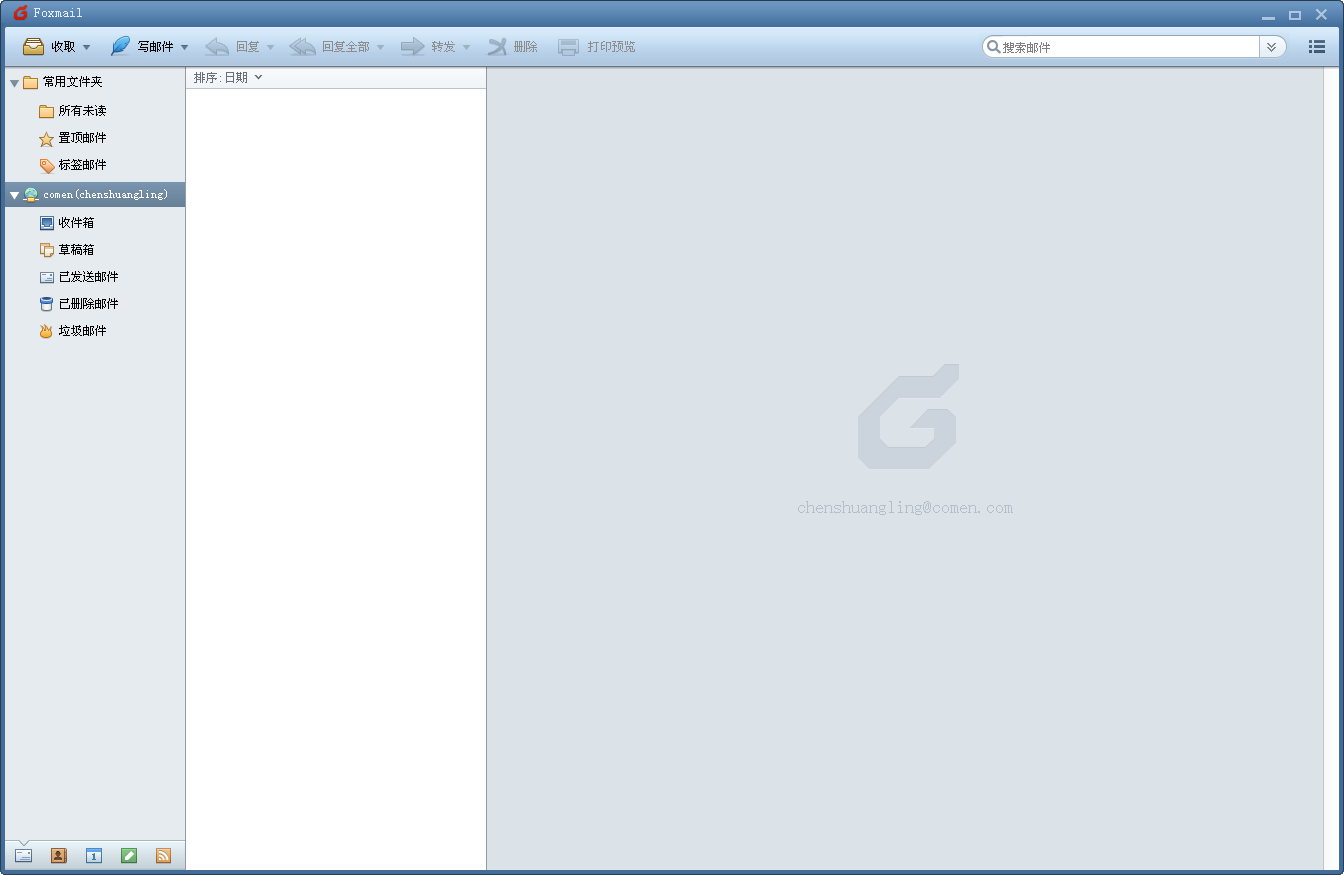 Foxmail
收取 写邮件 回复 回复全部 转发 删除 打印预览 搜索邮件
常用文件夹
排序:日期
所有未读
置顶邮件
标签邮件
comen(chenshuangling)
收件箱
草稿箱
已发送邮件
已删除邮件
垃圾邮件
chenshuangling@comen.com
1